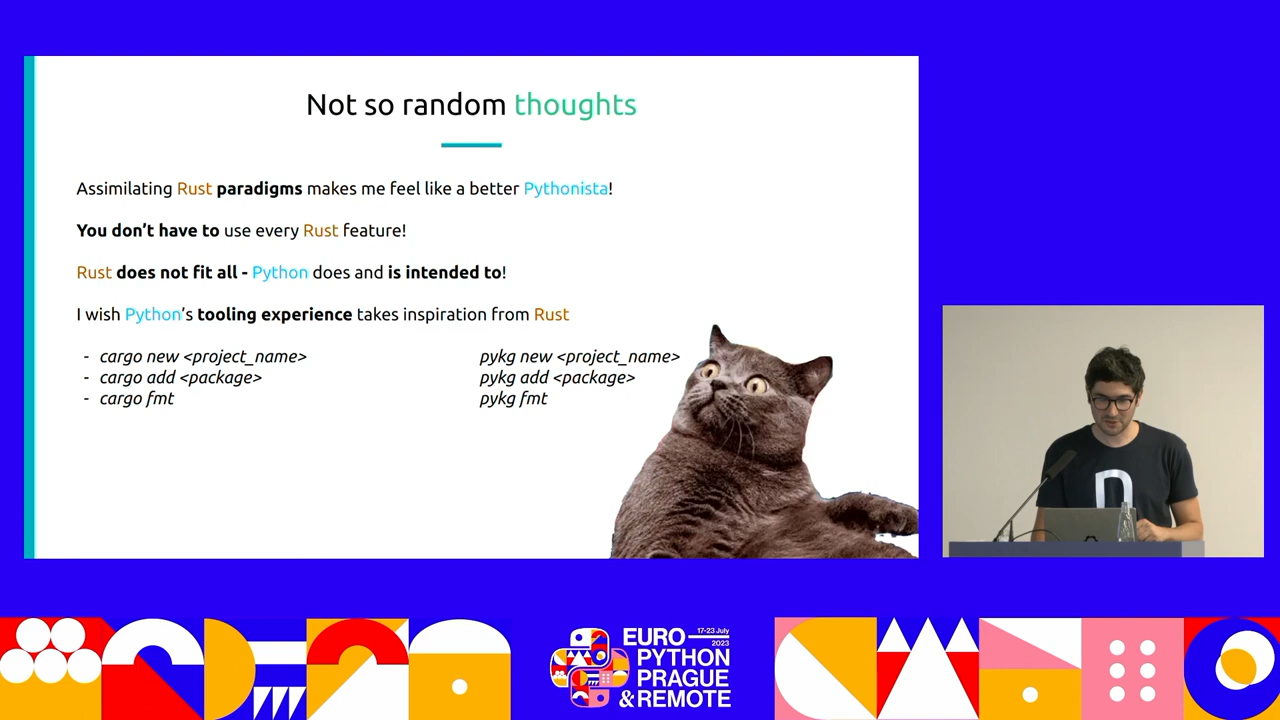 Not so random thoughts
Assimilating Rust paradigms makes me feel like a better Pythonista!
You don't have to use every Rust feature!
Rust does not fit all - Python does and is intended to!
I wish Python's tooling experience takes inspiration from Rust
- cargo new <project_name>
- cargo add <package>
- cargo fmt
pykg new <project_name>
pykg add <package>
pykg fmt
17-23 July
2023
EURO
PYTHON
PRAGUE
& REMOTE